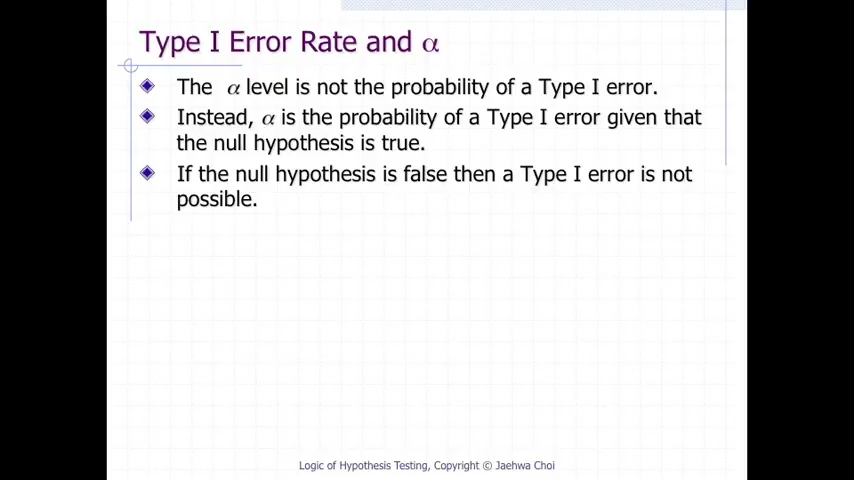 Type I Error Rate and α
The α level is not the probability of a Type I error.
Instead, α is the probability of a Type I error given that
the null hypothesis is true.
If the null hypothesis is false then a Type I error is not
possible.
Logic of Hypothesis Testing, Copyright © Jaehwa Choi